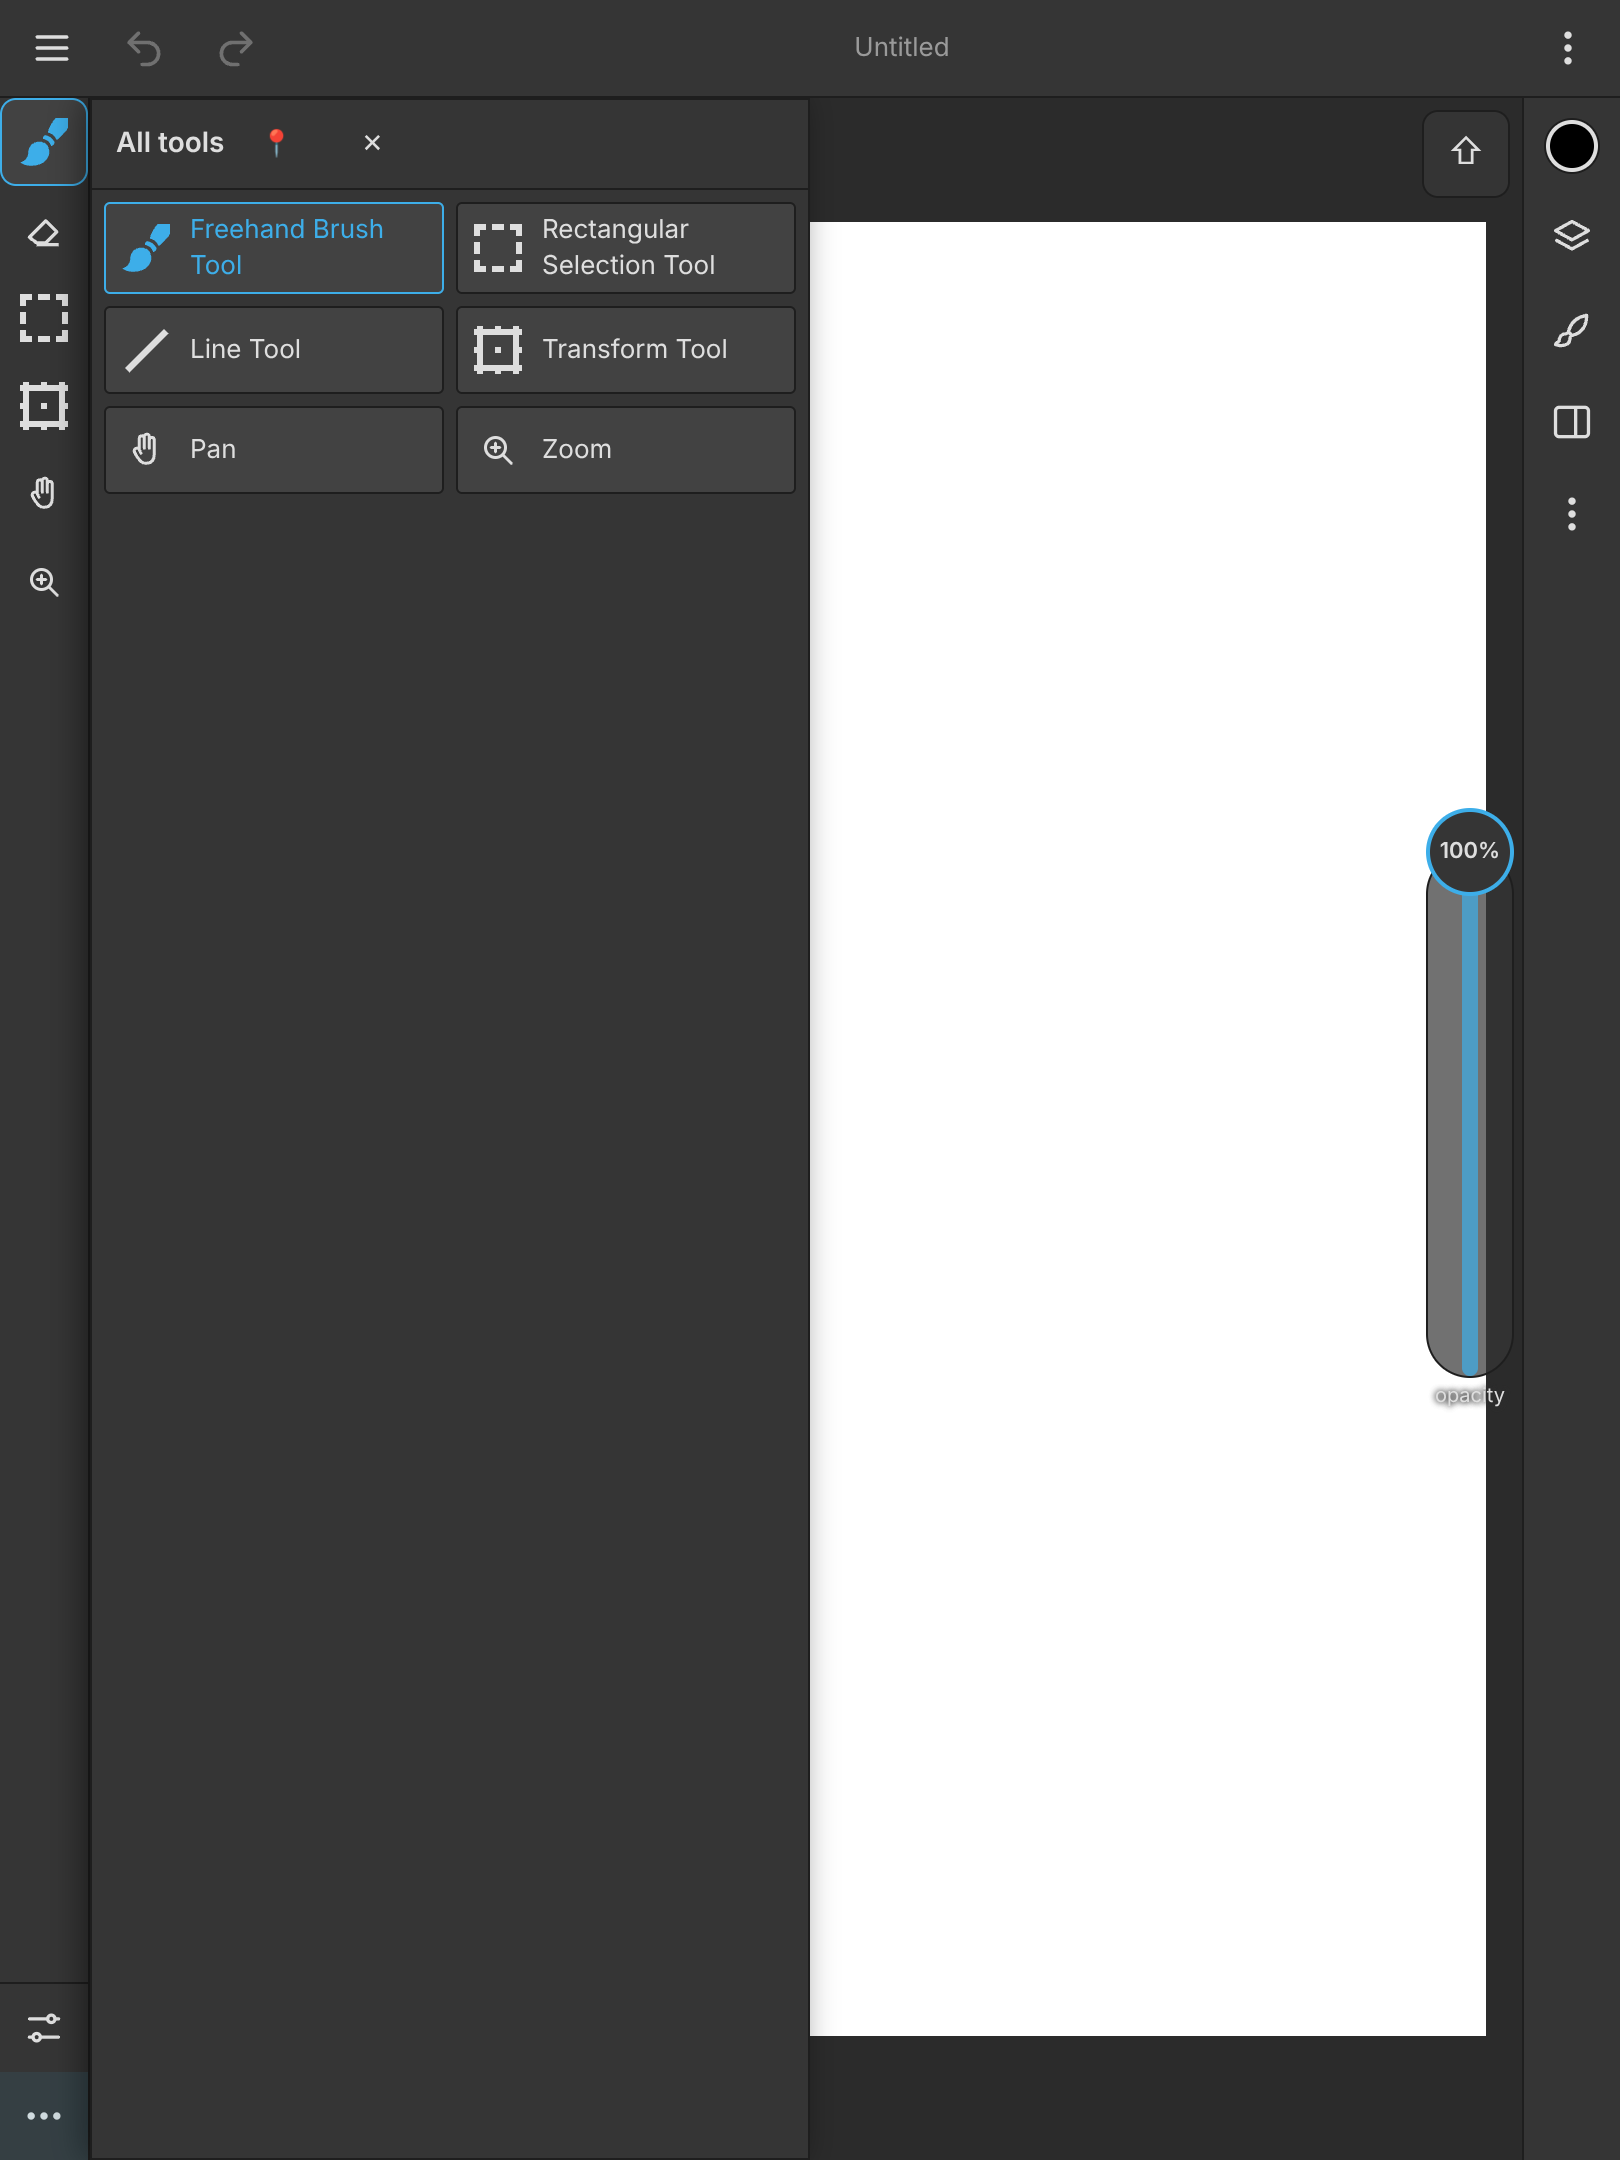 Untitled
All tools
Freehand Brush
Tool
Rectangular
Selection Tool
Line Tool
Transform Tool
Pan
Zoom
100%
opacity